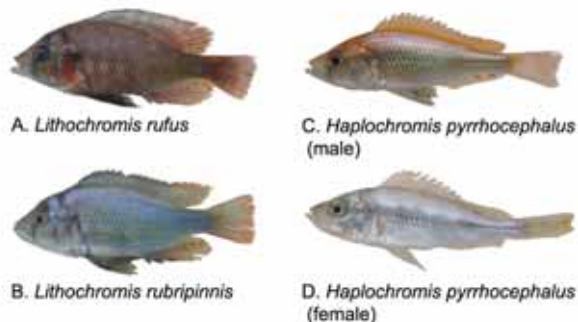 A. Lithochromis rufus
C. Haplochromis pyrrhocephalus
(male)
B. Lithochromis rubripinnis
D. Haplochromis pyrrhocephalus
(female)